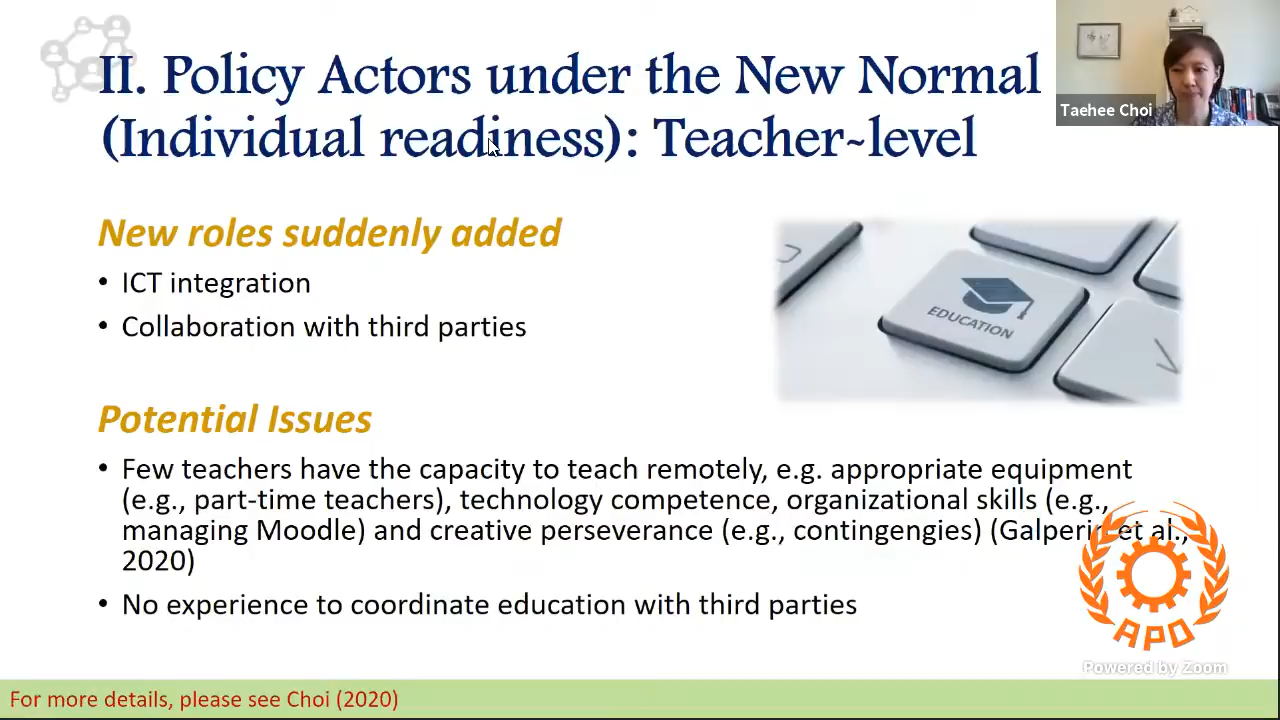 II. Policy Actors under the New Normal
(Individual readiness): Teacher-level
Taehee Choi
New roles suddenly added
• ICT integration
• Collaboration with third parties
EDUCATION
Potential Issues
• Few teachers have the capacity to teach remotely, e.g. appropriate equipment
(e.g., part-time teachers), technology competence, organizational skills (e.g.,
managing Moodle) and creative perseverance (e.g., contingengies) (Galperin et al.,
2020)
• No experience to coordinate education with third parties
APO
Powered by Zoom
For more details, please see Choi (2020)